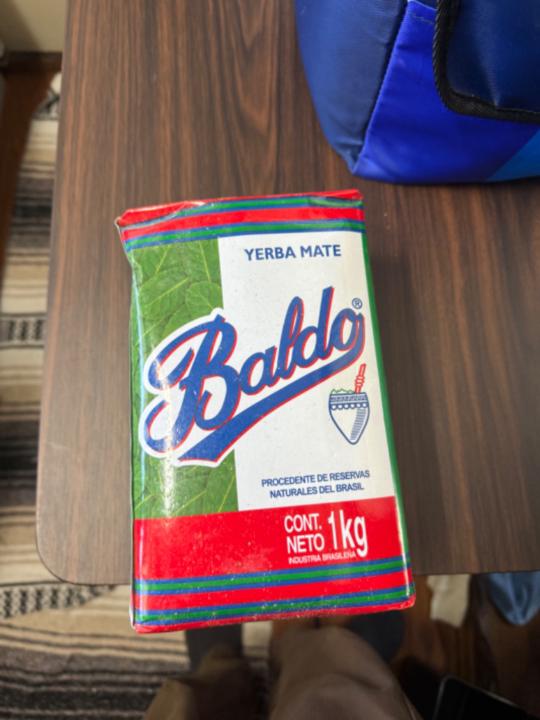 YERBA MATE
Baldo®
PROCEDENTE DE RESERVAS
NATURALES DEL BRASIL
CONT.
NETO 1kg
INDUSTRIA BRASILEÑA